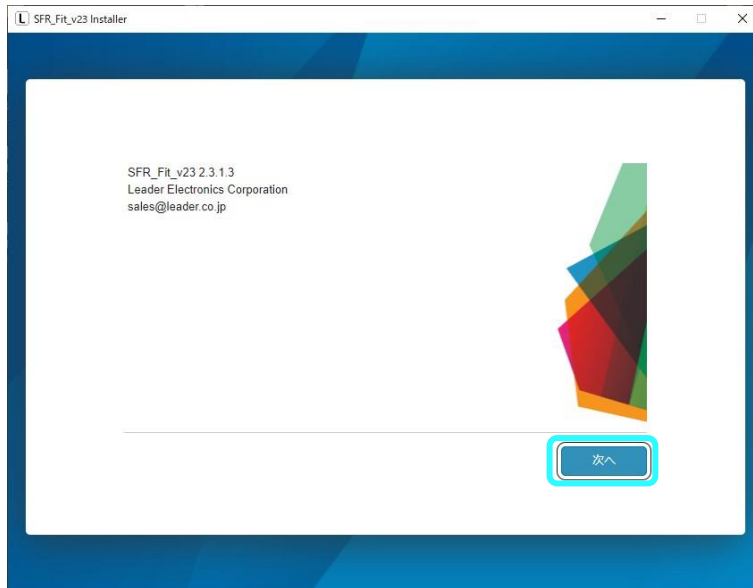 L SFR_Fit_v23 Installer
SFR_Fit_v23 2.3.1.3
Leader Electronics Corporation
sales@leader.co.jp
次へ